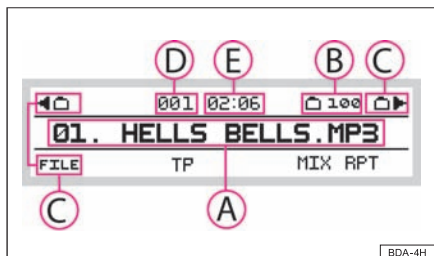 D E B C
001 02:06 100
01. HELLS BELLS.MP3
FILE TP MIX RPT
C A
BDA-4H